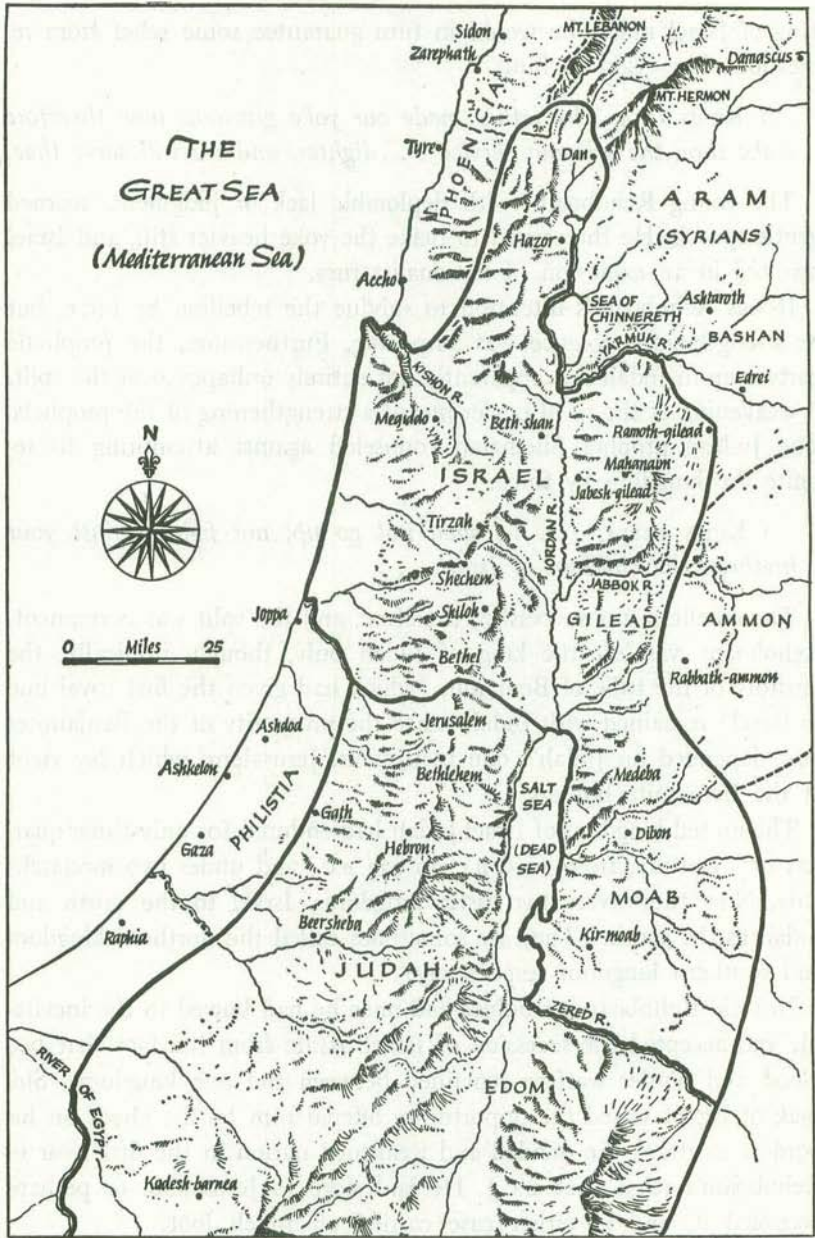 MT. LEBANON
Sidon
Zarephath
Damascus
MT. HERMON
PHOENICIA
Tyre
Dan
THE
GREAT SEA
(Mediterranean Sea)
ARAM
(SYRIANS)
Hazor
Accho
SEA OF
CHINNERETH
Ashtaroth
BASHAN
YARMUK R.
KISHON R.
Edrei
Megiddo
Beth-shan
Ramoth-gilead
N
ISRAEL
Mahanaim
Jabesh-gilead
Tirzah
JORDAN R.
Shechem
JABBOK R.
Joppa
Shiloh
GILEAD
AMMON
0 Miles 25
Bethel
Rabbath-ammon
Jerusalem
Ashdod
Ashkelon
Bethlehem
Medeba
SALT
SEA
(DEAD
SEA)
PHILISTIA
Gath
Dibon
Gaza
Hebron
MOAB
Raphia
Beersheba
Kir-moab
JUDAH
ZERED R.
RIVER OF EGYPT
EDOM
Kadesh-barnea